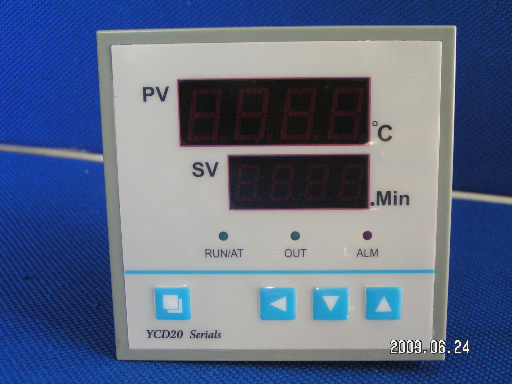 PV
°C
SV
.Min
RUN/AT OUT ALM
YCD20 Serials
2009.06.24